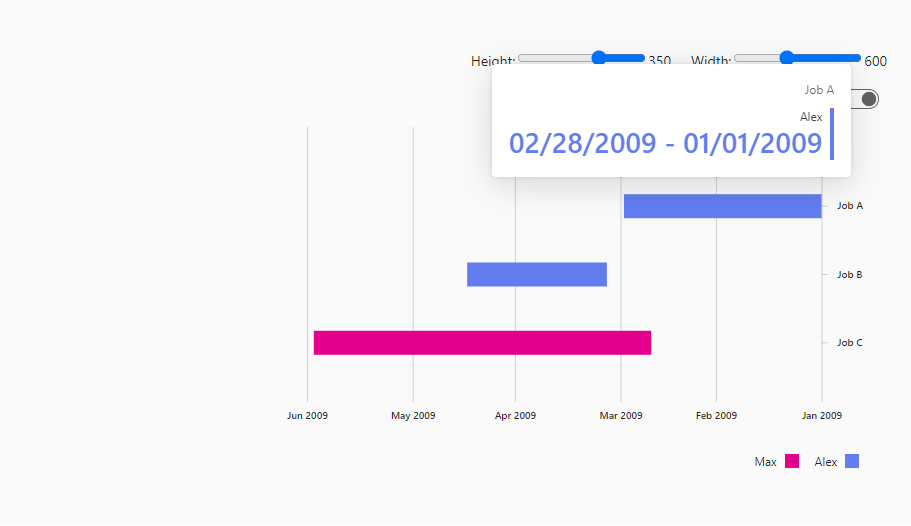 Height: 350 Width: 600
Job A
Alex
02/28/2009 - 01/01/2009
Job A
Job B
Job C
Jun 2009 May 2009 Apr 2009 Mar 2009 Feb 2009 Jan 2009
Max Alex